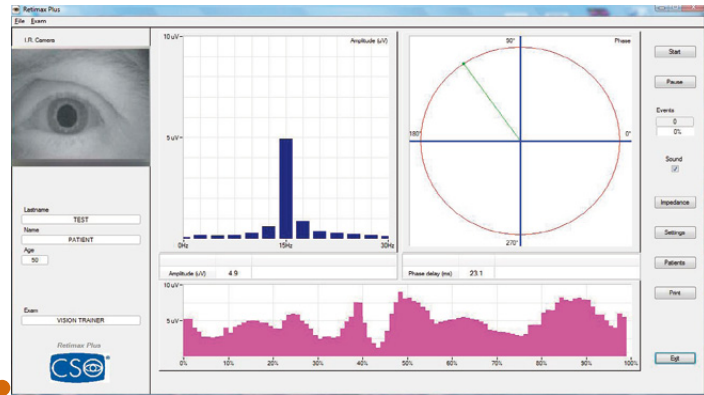 Retimax Plus
File Exam
I.R. Camera
Lastname
TEST
Name
PATIENT
Age
50
Exam
VISION TRAINER
Retimax Plus
CSO
10 uV
Amplitude (uV)
5 uV
0Hz 15Hz 30Hz
Amplitude (uV) 4.9
Phase
90°
180° 0°
270°
Phase delay (ms) 23.1
10 uV
5 uV
0% 10% 20% 30% 40% 50% 60% 70% 80% 90% 100%
Start
Pause
Events
0
0%
Sound
Impedance
Settings
Patients
Print
Exit